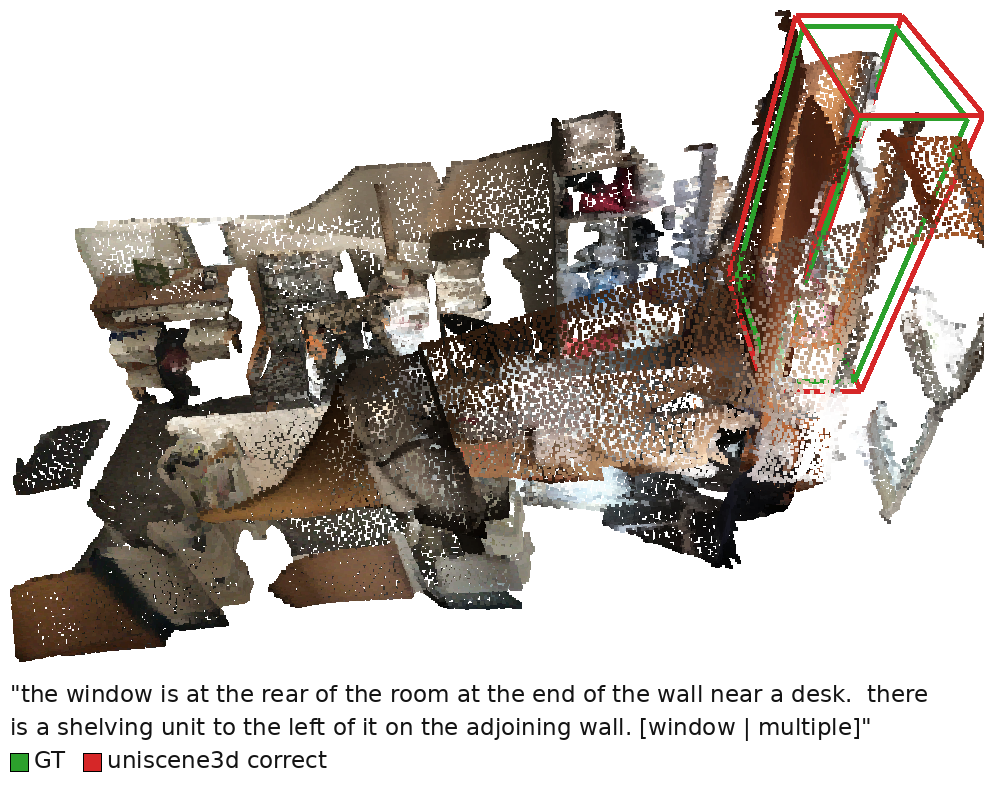 "the window is at the rear of the room at the end of the wall near a desk.  there
is a shelving unit to the left of it on the adjoining wall. [window | multiple]"
GT uniscene3d correct